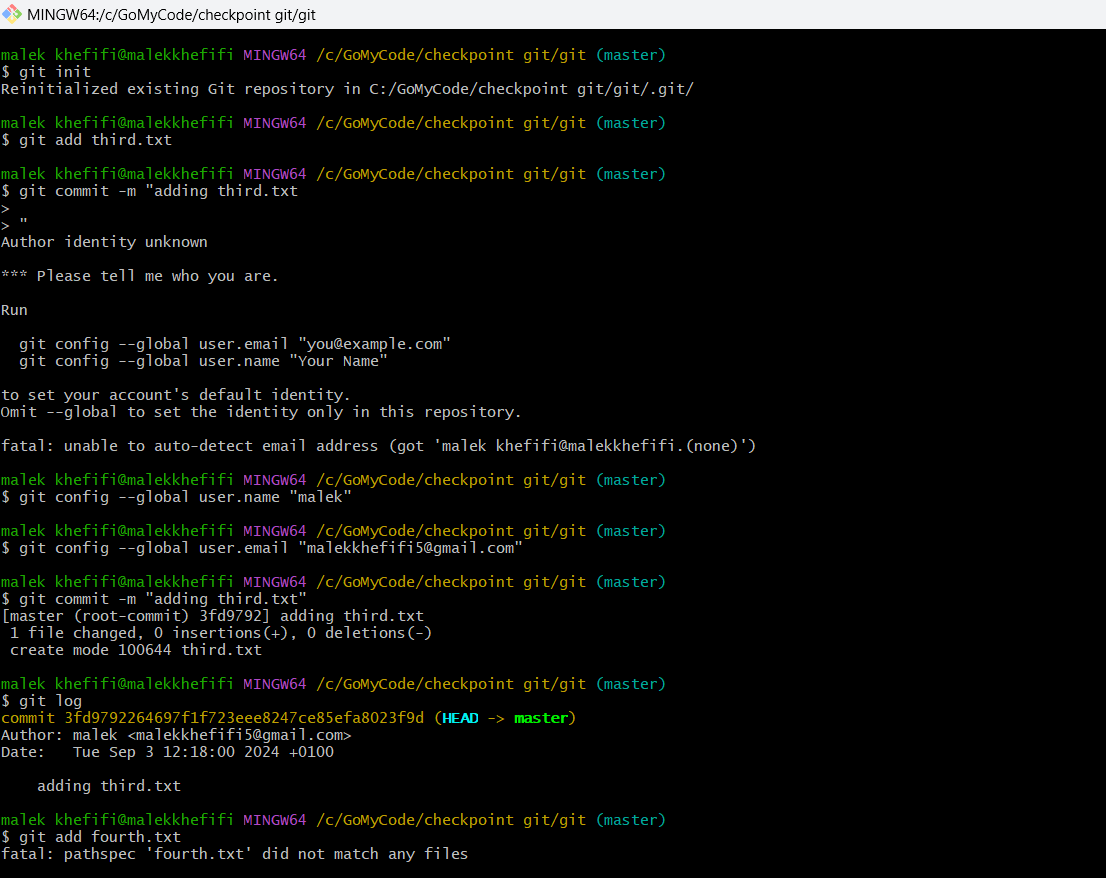 MINGW64:/c/GoMyCode/checkpoint git/git
malek khefifi@malekkhefifi MINGW64 /c/GoMyCode/checkpoint git/git (master)
$ git init
Reinitialized existing Git repository in C:/GoMyCode/checkpoint git/git/.git/
malek khefifi@malekkhefifi MINGW64 /c/GoMyCode/checkpoint git/git (master)
$ git add third.txt
malek khefifi@malekkhefifi MINGW64 /c/GoMyCode/checkpoint git/git (master)
$ git commit -m "adding third.txt
>
> "
Author identity unknown
*** Please tell me who you are.
Run
  git config --global user.email "you@example.com"
  git config --global user.name "Your Name"
to set your account's default identity.
Omit --global to set the identity only in this repository.
fatal: unable to auto-detect email address (got 'malek khefifi@malekkhefifi.(none)')
malek khefifi@malekkhefifi MINGW64 /c/GoMyCode/checkpoint git/git (master)
$ git config --global user.name "malek"
malek khefifi@malekkhefifi MINGW64 /c/GoMyCode/checkpoint git/git (master)
$ git config --global user.email "malekkhefifi5@gmail.com"
malek khefifi@malekkhefifi MINGW64 /c/GoMyCode/checkpoint git/git (master)
$ git commit -m "adding third.txt"
[master (root-commit) 3fd9792] adding third.txt
 1 file changed, 0 insertions(+), 0 deletions(-)
 create mode 100644 third.txt
malek khefifi@malekkhefifi MINGW64 /c/GoMyCode/checkpoint git/git (master)
$ git log
commit 3fd9792264697f1f723eee8247ce85efa8023f9d (HEAD -> master)
Author: malek <malekkhefifi5@gmail.com>
Date:   Tue Sep 3 12:18:00 2024 +0100
    adding third.txt
malek khefifi@malekkhefifi MINGW64 /c/GoMyCode/checkpoint git/git (master)
$ git add fourth.txt
fatal: pathspec 'fourth.txt' did not match any files